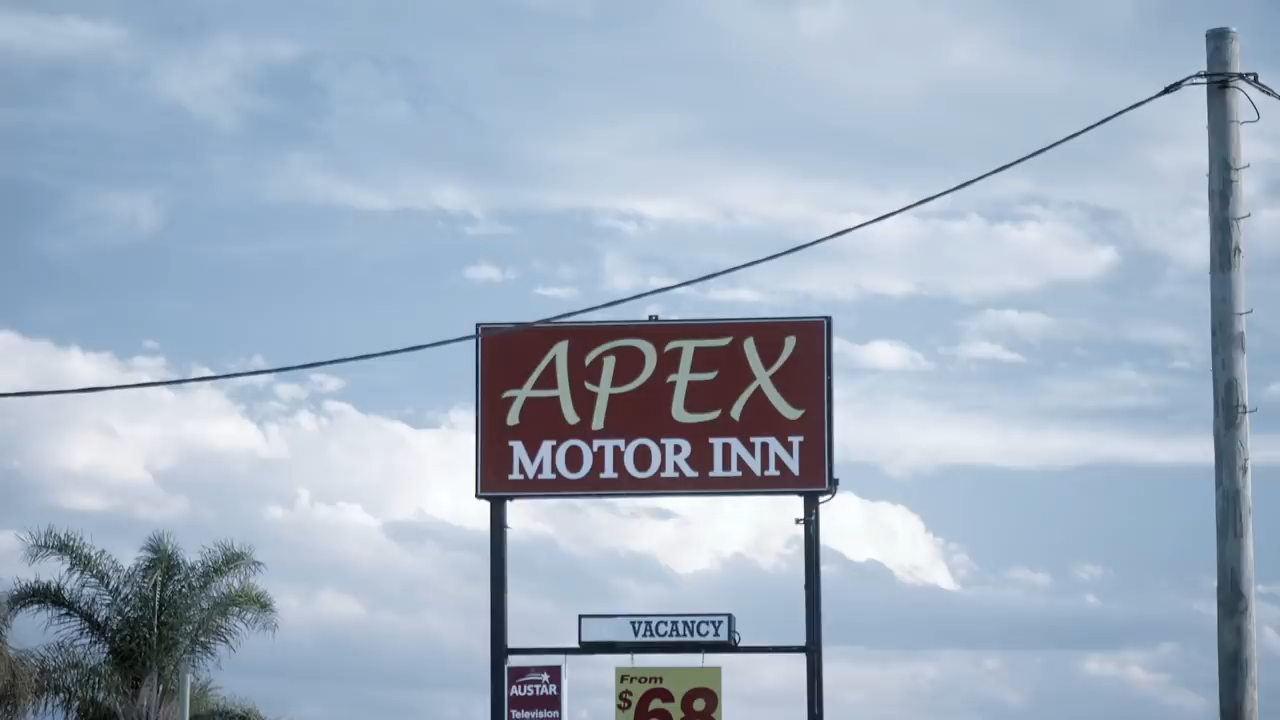 APEX
MOTOR INN
VACANCY
AUSTAR
Television
From
$68